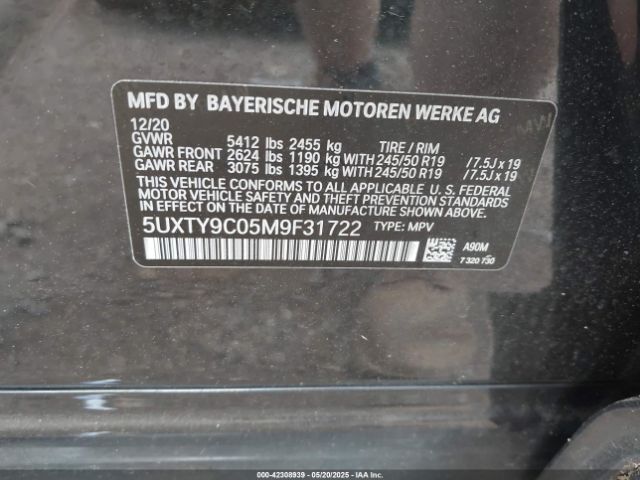 MFD BY BAYERISCHE MOTOREN WERKE AG
12/20
GVWR 5412 lbs 2455 kg TIRE / RIM
GAWR FRONT 2624 lbs 1190 kg WITH 245/50 R19 / 7.5J x 19
GAWR REAR 3075 lbs 1395 kg WITH 245/50 R19 / 7.5J x 19
THIS VEHICLE CONFORMS TO ALL APPLICABLE U. S. FEDERAL
MOTOR VEHICLE SAFETY AND THEFT PREVENTION STANDARDS
IN EFFECT ON THE DATE OF MANUFACTURE SHOWN ABOVE.
5UXTY9C05M9F31722 TYPE: MPV
A90M
7 320 730
000-42308939 - 05/20/2025 - IAAI.COM